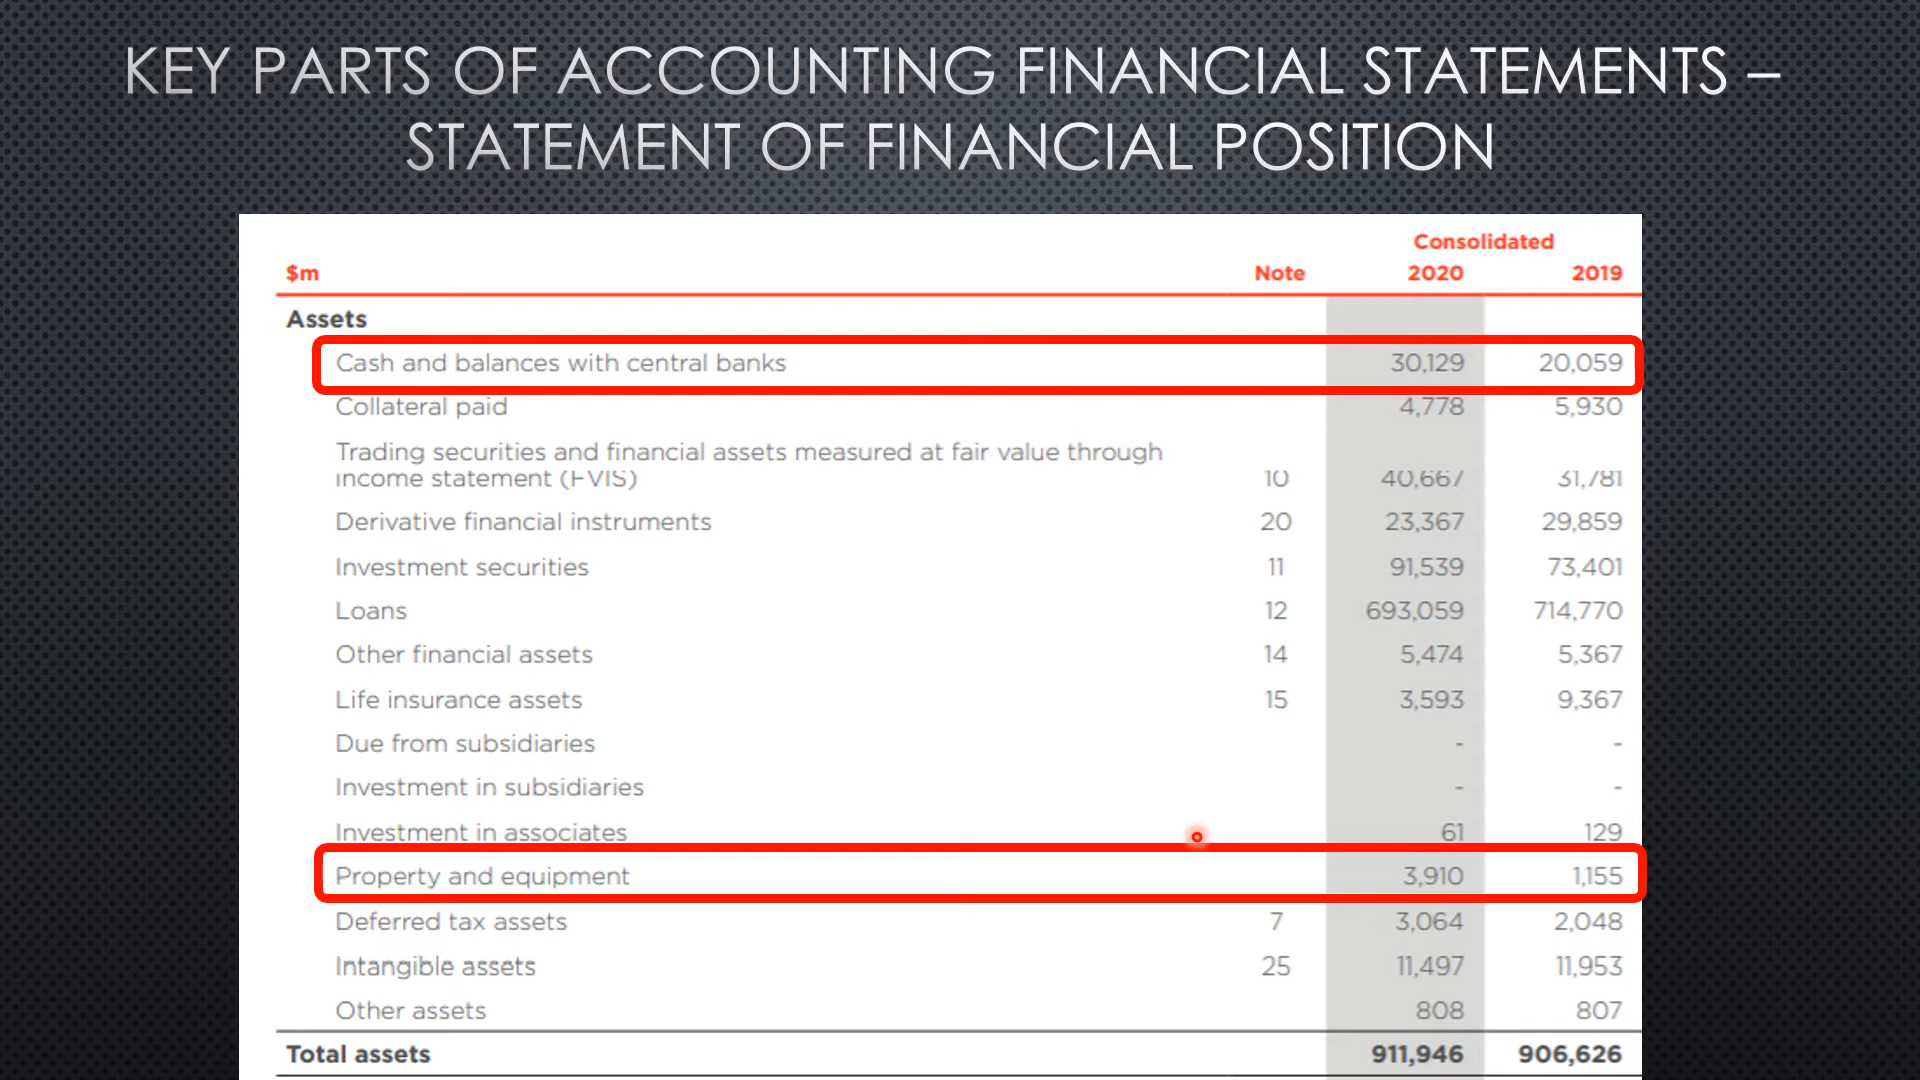 KEY PARTS OF ACCOUNTING FINANCIAL STATEMENTS –
STATEMENT OF FINANCIAL POSITION
Consolidated
$m Note 2020 2019
Assets
Cash and balances with central banks 30,129 20,059
Collateral paid 4,778 5,930
Trading securities and financial assets measured at fair value through
income statement (FVIS) 10 40,667 31,781
Derivative financial instruments 20 23,367 29,859
Investment securities 11 91,539 73,401
Loans 12 693,059 714,770
Other financial assets 14 5,474 5,367
Life insurance assets 15 3,593 9,367
Due from subsidiaries - -
Investment in subsidiaries - -
Investment in associates 61 129
Property and equipment 3,910 1,155
Deferred tax assets 7 3,064 2,048
Intangible assets 25 11,497 11,953
Other assets 808 807
Total assets 911,946 906,626